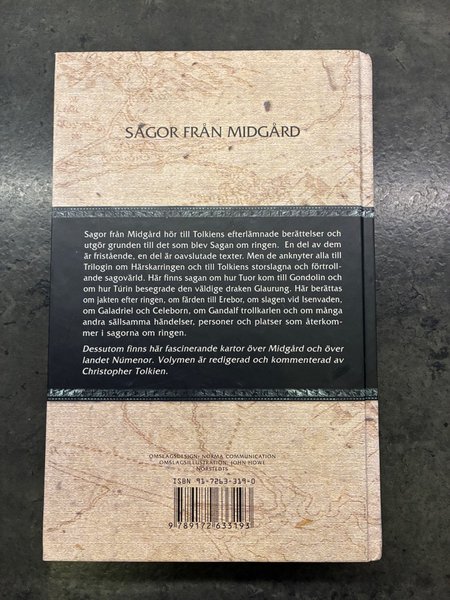 SAGOR FRÅN MIDGÅRD
Sagor från Midgård hör till Tolkiens efterlämnade berättelser och
utgör grunden till det som blev Sagan om ringen. En del av dem
är fristående, en del är oavslutade texter. Men de anknyter alla till
Trilogin om Härskarringen och till Tolkiens storslagna och förtroll-
ande sagovärld. Här finns sagan om hur Tuor kom till Gondolin och
om hur Túrin besegrade den väldige draken Glaurung. Här berättas
om jakten efter ringen, om färden till Erebor, om slagen vid Isenvaden,
om Galadriel och Celeborn, om Gandalf trollkarlen och om många
andra sällsamma händelser, personer och platser som återkom-
mer i sagorna om ringen.
Dessutom finns här fascinerande kartor över Midgård och över
landet Númenor. Volymen är redigerad och kommenterad av
Christopher Tolkien.
OMSLAGSDESIGN: NORMA COMMUNICATION
OMSLAGSILLUSTRATION: JOHN HOWE
NORSTEDTS
ISBN 91-7263-319-0
9 789172 633193